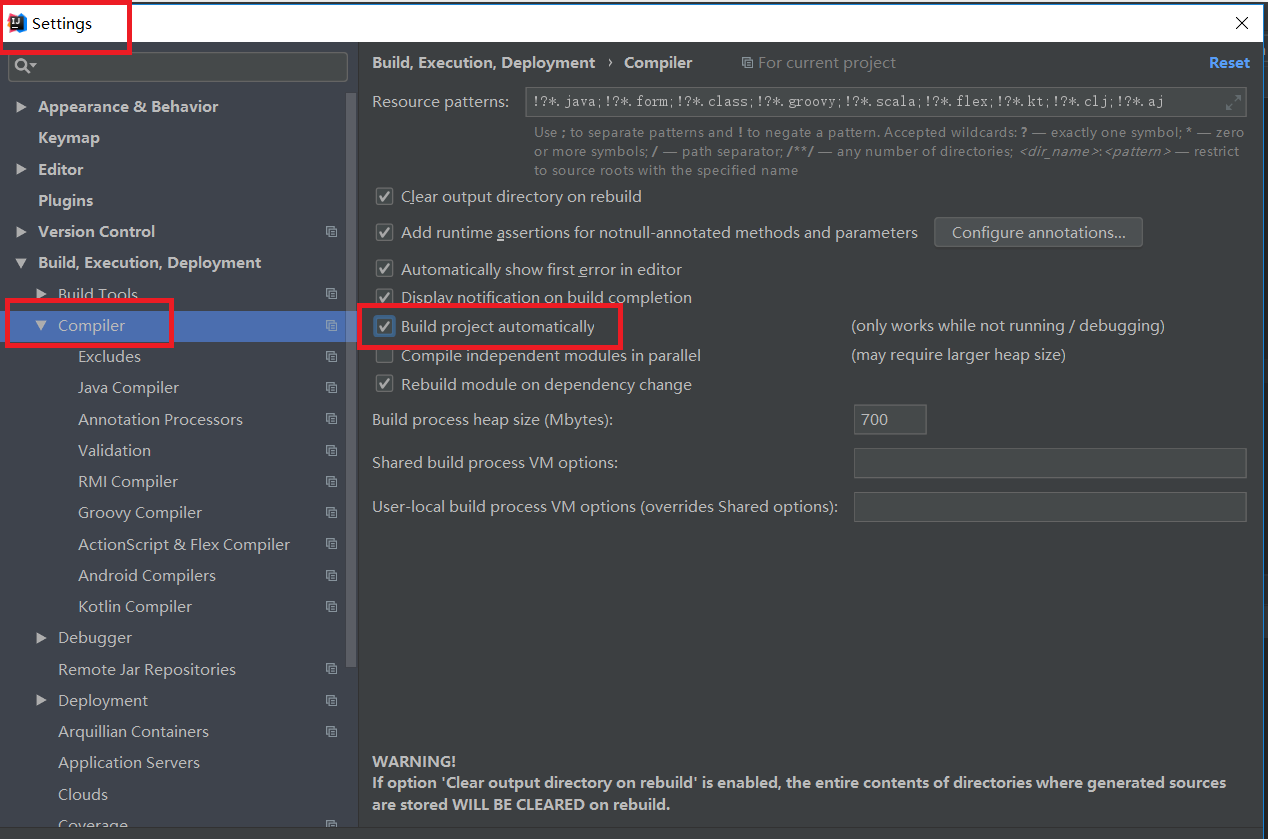 Settings
Appearance & Behavior
Keymap
Editor
Plugins
Version Control
Build, Execution, Deployment
Build Tools
Compiler
Excludes
Java Compiler
Annotation Processors
Validation
RMI Compiler
Groovy Compiler
ActionScript & Flex Compiler
Android Compilers
Kotlin Compiler
Debugger
Remote Jar Repositories
Deployment
Arquillian Containers
Application Servers
Clouds
Coverage
Build, Execution, Deployment › Compiler For current project Reset
Resource patterns: !?*.java;!?*.form;!?*.class;!?*.groovy;!?*.scala;!?*.flex;!?*.kt;!?*.clj;!?*.aj
Use ; to separate patterns and ! to negate a pattern. Accepted wildcards: ? — exactly one symbol; * — zero
or more symbols; / — path separator; /**/ — any number of directories; <dir_name>:<pattern> — restrict
to source roots with the specified name
Clear output directory on rebuild
Add runtime assertions for notnull-annotated methods and parameters Configure annotations...
Automatically show first error in editor
Display notification on build completion
Build project automatically (only works while not running / debugging)
Compile independent modules in parallel (may require larger heap size)
Rebuild module on dependency change
Build process heap size (Mbytes): 700
Shared build process VM options:
User-local build process VM options (overrides Shared options):
WARNING!
If option 'Clear output directory on rebuild' is enabled, the entire contents of directories where generated sources
are stored WILL BE CLEARED on rebuild.